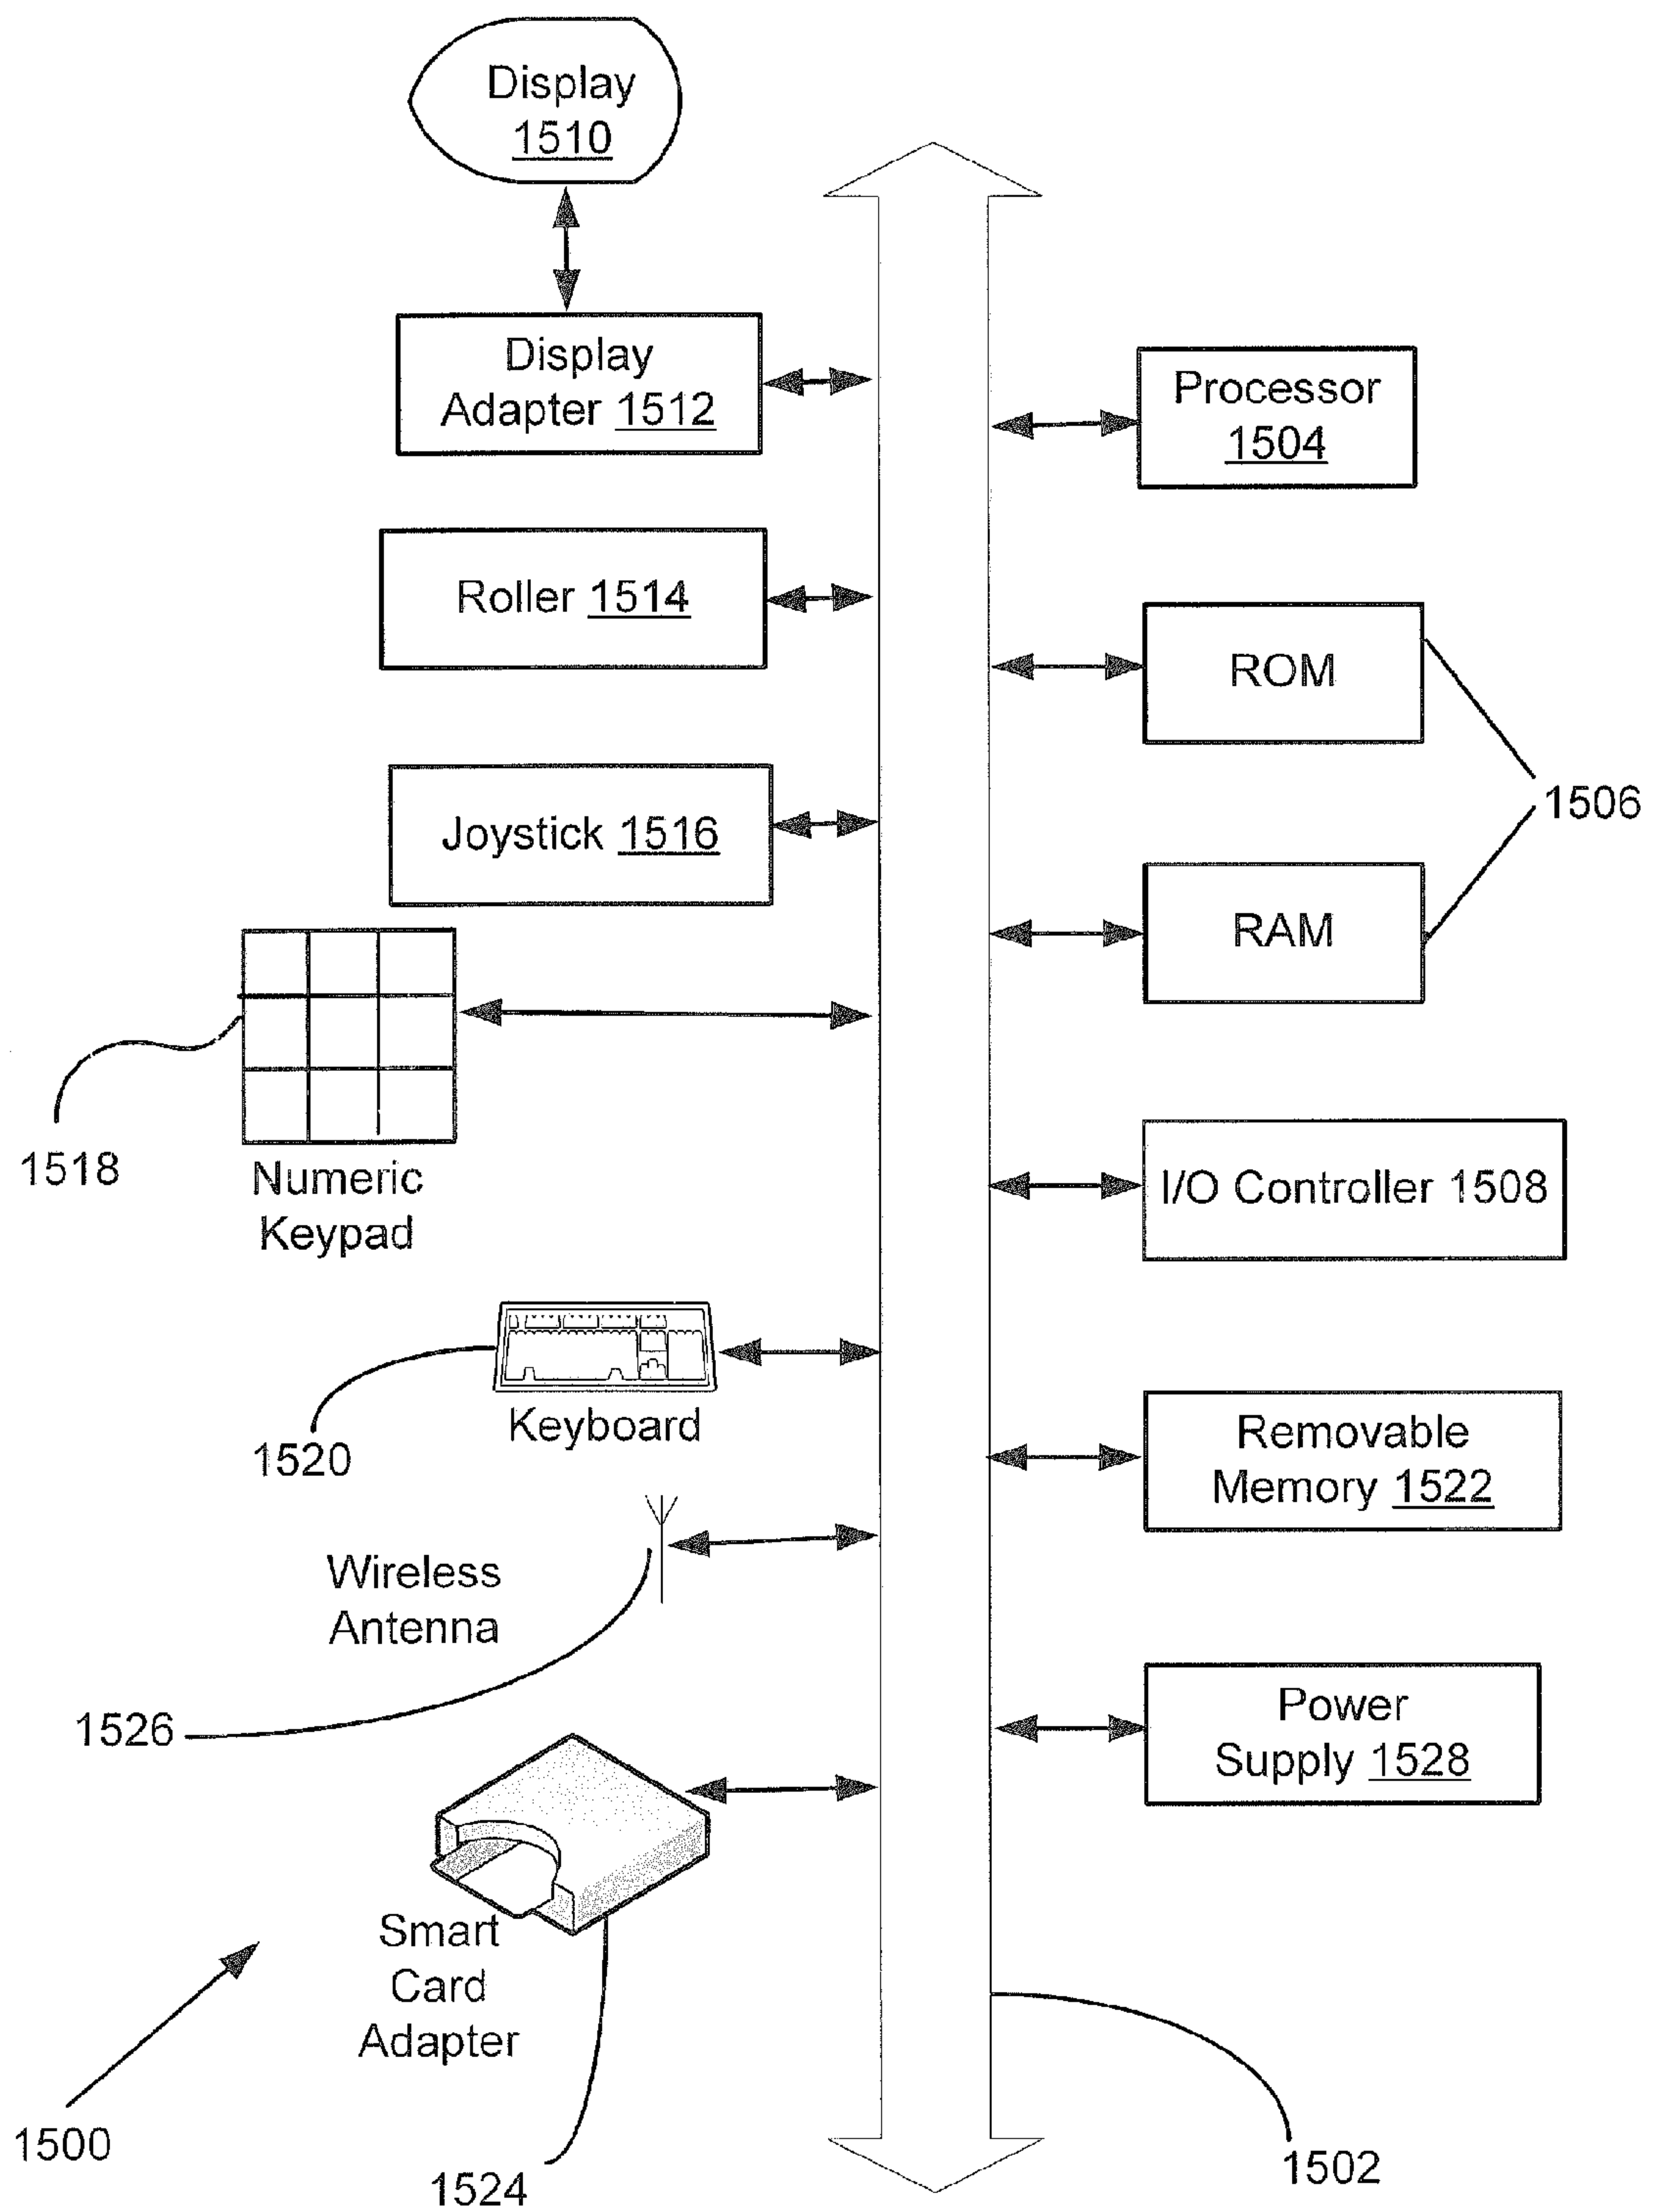 Display
1510
Display
Adapter 1512
Processor
1504
Roller 1514
ROM
1506
Joystick 1516
RAM
1518
Numeric
Keypad
I/O Controller 1508
Keyboard
1520
Removable
Memory 1522
Wireless
Antenna
1526
Power
Supply 1528
Smart
Card
Adapter
1500
1524
1502